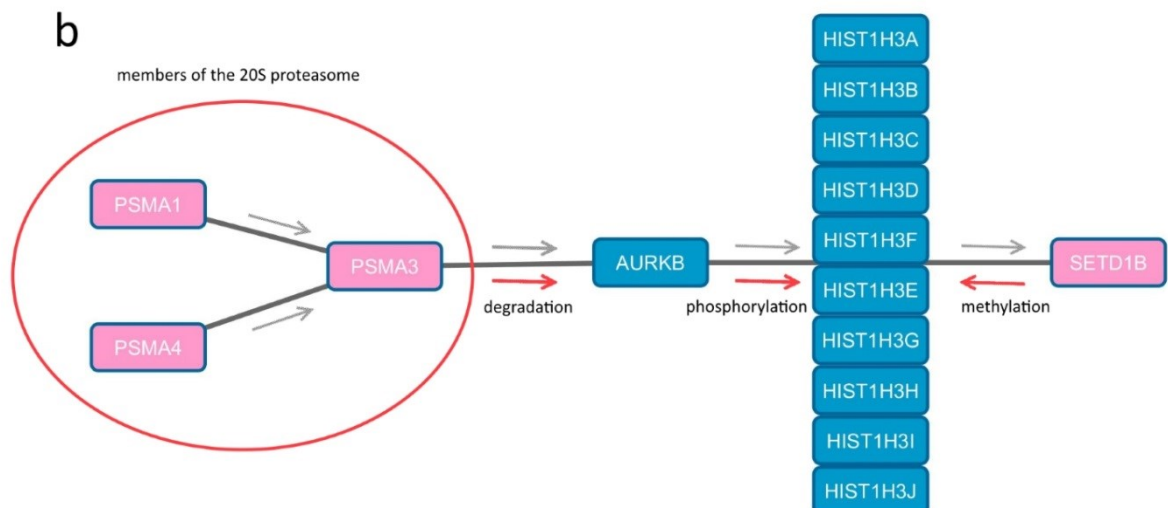 b
members of the 20S proteasome
PSMA1
PSMA4
PSMA3
degradation
AURKB
phosphorylation
HIST1H3A
HIST1H3B
HIST1H3C
HIST1H3D
HIST1H3F
HIST1H3E
HIST1H3G
HIST1H3H
HIST1H3I
HIST1H3J
methylation
SETD1B